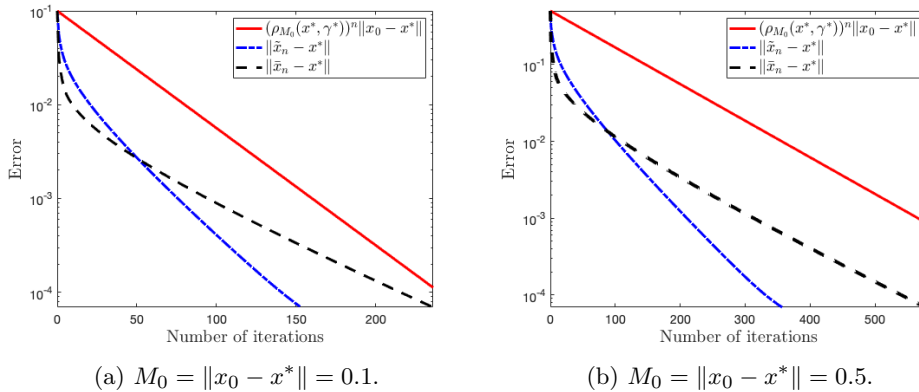 10^{-1}
10^{-2}
10^{-3}
10^{-4}
Error
(ρ_{M_0}(x^*, γ^*))^n‖x_0 − x^*‖
‖x̃_n − x^*‖
‖x̄_n − x^*‖
0 50 100 150 200
Number of iterations
(a) M_0 = ‖x_0 − x^*‖ = 0.1.
10^{-1}
10^{-2}
10^{-3}
10^{-4}
Error
(ρ_{M_0}(x^*, γ^*))^n‖x_0 − x^*‖
‖x̃_n − x^*‖
‖x̄_n − x^*‖
0 100 200 300 400 500
Number of iterations
(b) M_0 = ‖x_0 − x^*‖ = 0.5.